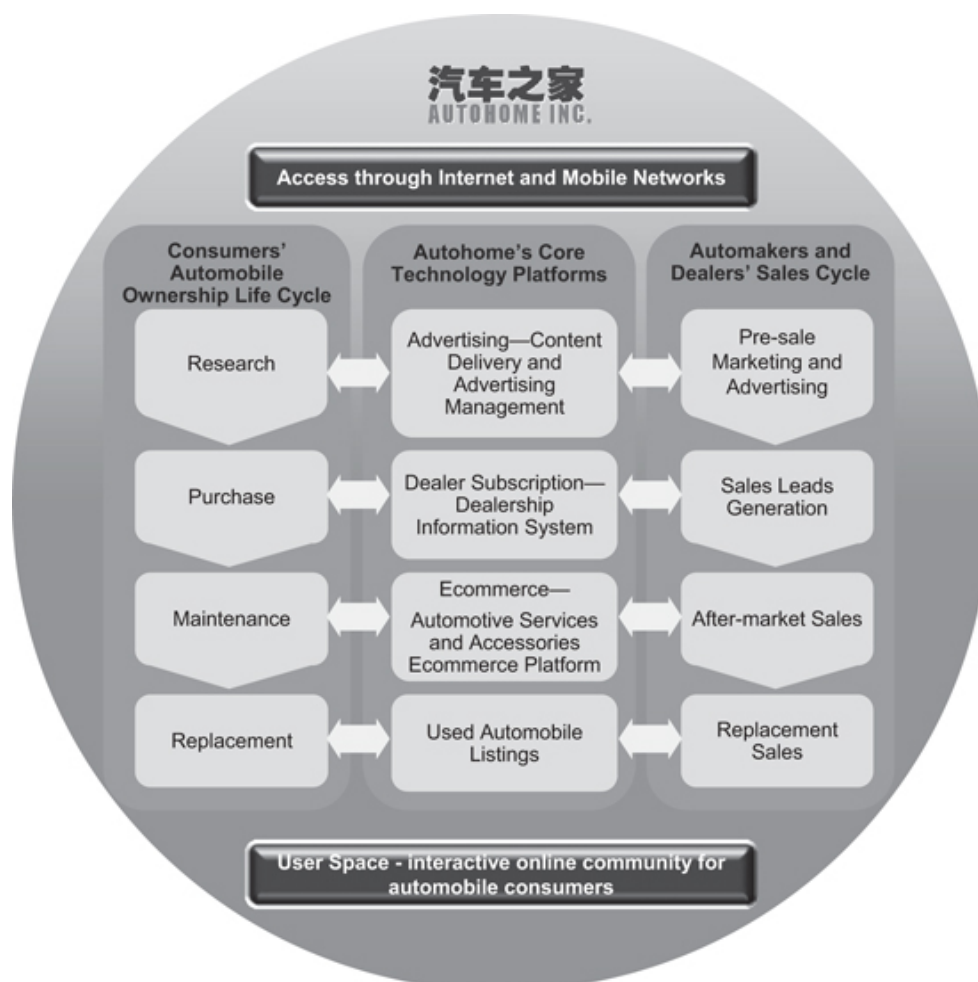 汽车之家
AUTOHOME INC.
Access through Internet and Mobile Networks
Consumers’
Automobile
Ownership Life Cycle
Research
Purchase
Maintenance
Replacement
Autohome’s Core
Technology Platforms
Advertising—Content
Delivery and
Advertising
Management
Dealer Subscription—
Dealership
Information System
Ecommerce—
Automotive Services
and Accessories
Ecommerce Platform
Used Automobile
Listings
Automakers and
Dealers’ Sales Cycle
Pre-sale
Marketing and
Advertising
Sales Leads
Generation
After-market Sales
Replacement
Sales
User Space - interactive online community for
automobile consumers